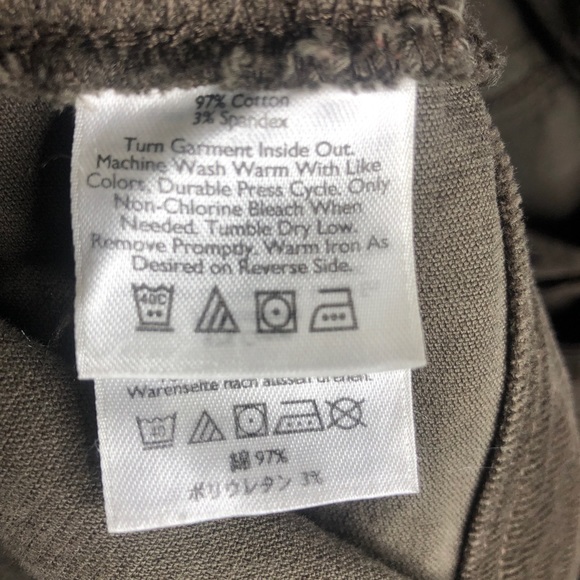 97% Cotton
3% Spandex
Turn Garment Inside Out.
Machine Wash Warm With Like
Colors. Durable Press Cycle. Only
Non-Chlorine Bleach When
Needed. Tumble Dry Low.
Remove Promptly. Warm Iron As
Desired on Reverse Side.
40C
Warenseite nach aussen drehen.
40
綿 97%
ポリウレタン 3%